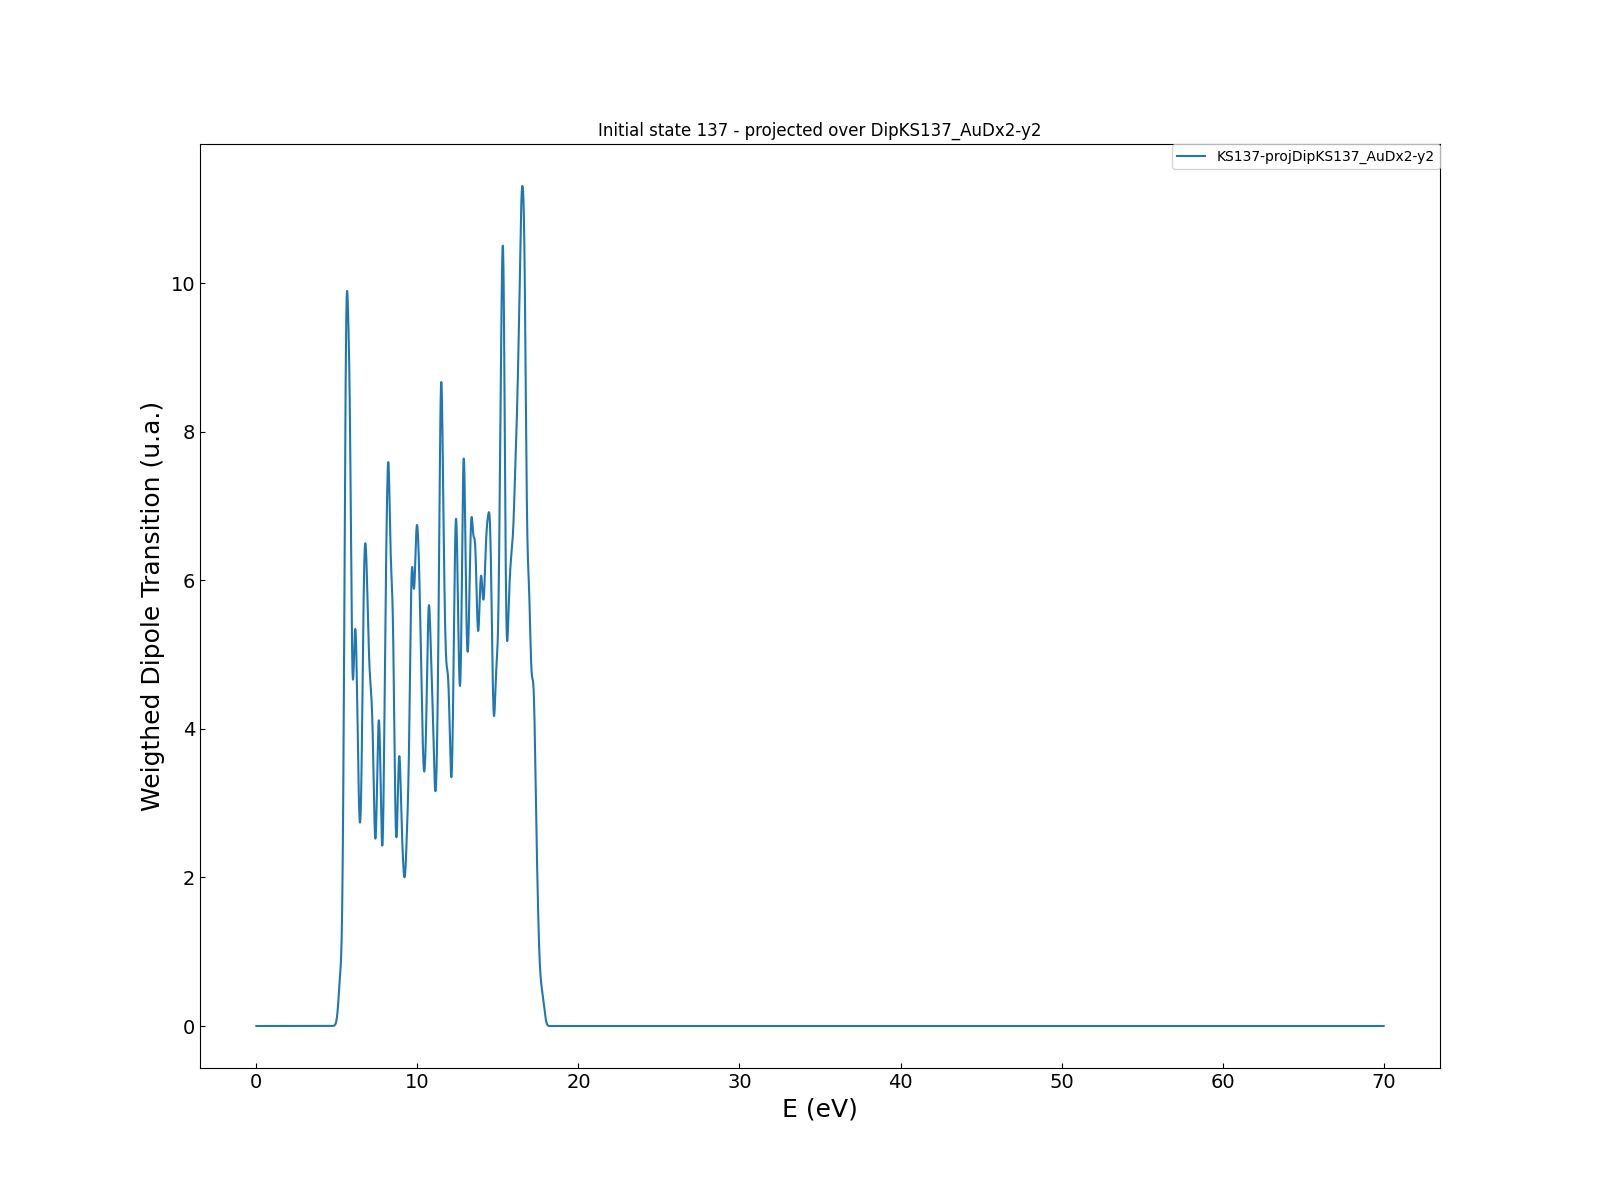 Initial state 137 - projected over DipKS137_AuDx2-y2
KS137-projDipKS137_AuDx2-y2
10
8
6
4
2
0
Weigthed Dipole Transition (u.a.)
0 10 20 30 40 50 60 70
E (eV)